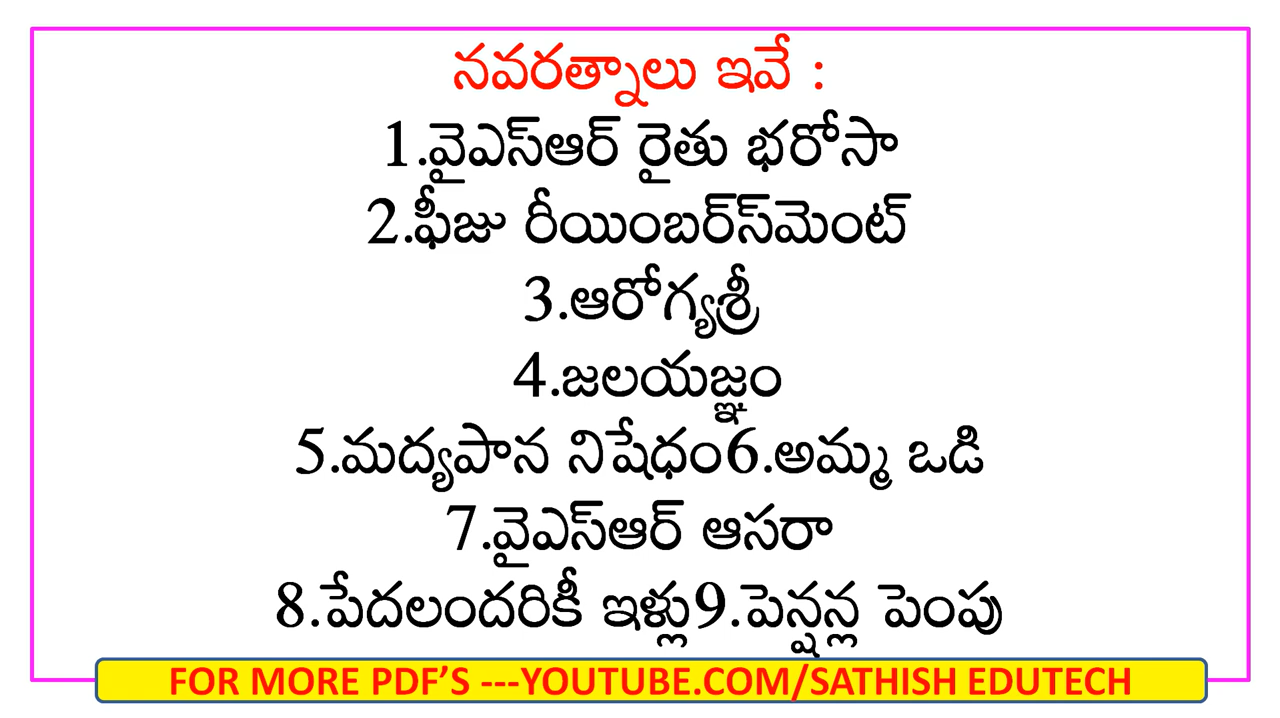 నవరత్నాలు ఇవే :
1.వైఎస్ఆర్ రైతు భరోసా
2.ఫీజు రీయింబర్స్‌మెంట్
3.ఆరోగ్యశ్రీ
4.జలయజ్ఞం
5.మద్యపాన నిషేధం6.అమ్మ ఒడి
7.వైఎస్ఆర్ ఆసరా
8.పేదలందరికీ ఇళ్లు9.పెన్షన్ల పెంపు
FOR MORE PDF’S ---YOUTUBE.COM/SATHISH EDUTECH